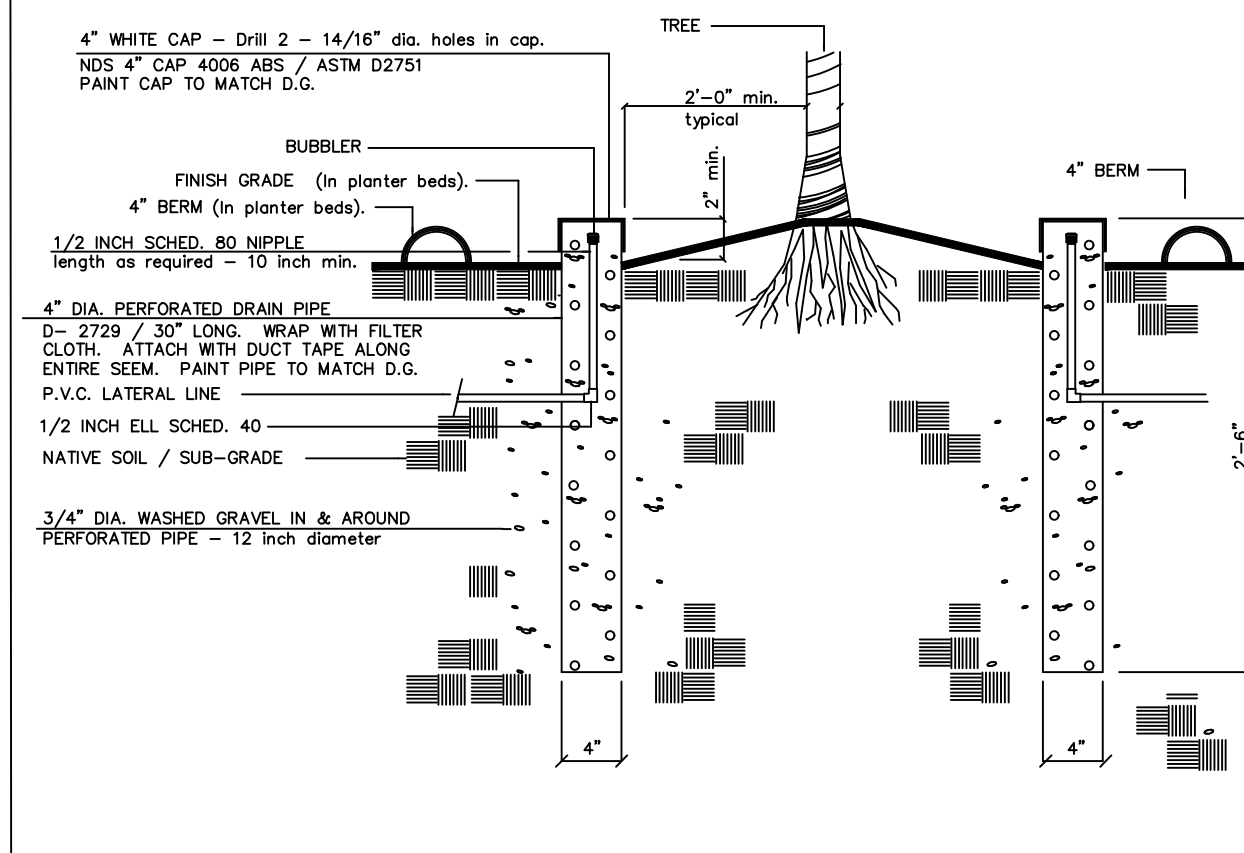 4” WHITE CAP – Drill 2 – 14/16” dia. holes in cap.
NDS 4” CAP 4006 ABS / ASTM D2751
PAINT CAP TO MATCH D.G.
TREE
2’–0” min.
typical
BUBBLER
2” min.
4” BERM
FINISH GRADE (In planter beds).
4” BERM (In planter beds).
1/2 INCH SCHED. 80 NIPPLE
length as required – 10 inch min.
4” DIA. PERFORATED DRAIN PIPE
D– 2729 / 30” LONG. WRAP WITH FILTER
CLOTH. ATTACH WITH DUCT TAPE ALONG
ENTIRE SEEM. PAINT PIPE TO MATCH D.G.
P.V.C. LATERAL LINE
1/2 INCH ELL SCHED. 40
NATIVE SOIL / SUB–GRADE
2’–6”
3/4” DIA. WASHED GRAVEL IN & AROUND
PERFORATED PIPE – 12 inch diameter
4”
4”